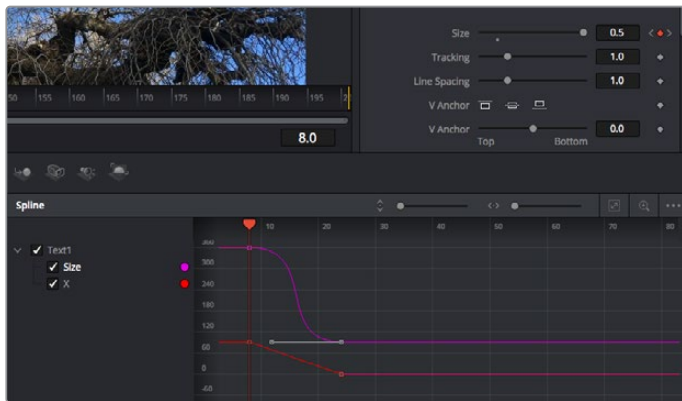 Size 0.5
Tracking 1.0
Line Spacing 1.0
V Anchor
V Anchor 0.0
Top Bottom
155 160 165 170 175 180 185 190 195
8.0
Spline
10 20 30 40 50 60 70 80
Text1
Size
X
300
240
180
120
60
0
-60